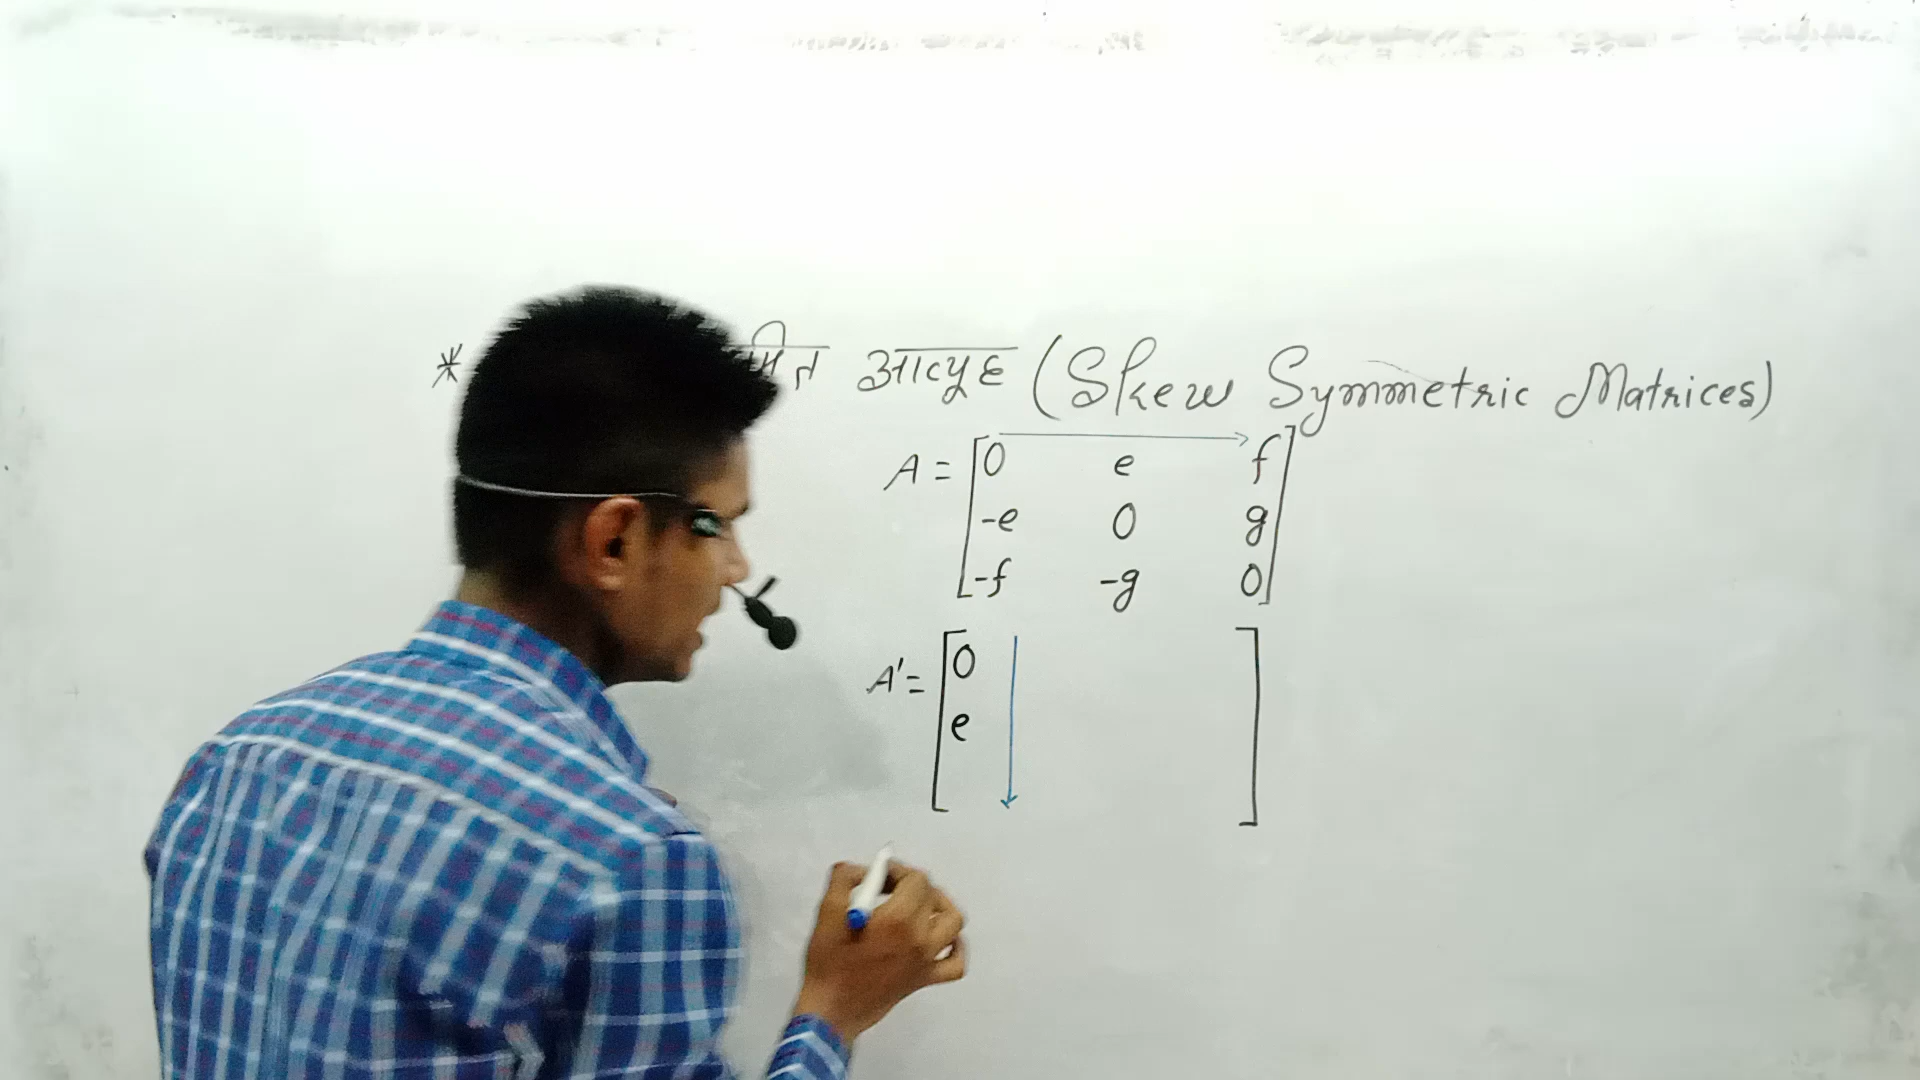 * आव्यूह (Skew Symmetric Matrices)
A = [0 e f
-e 0 g
-f -g 0]
A' = [0
e ]